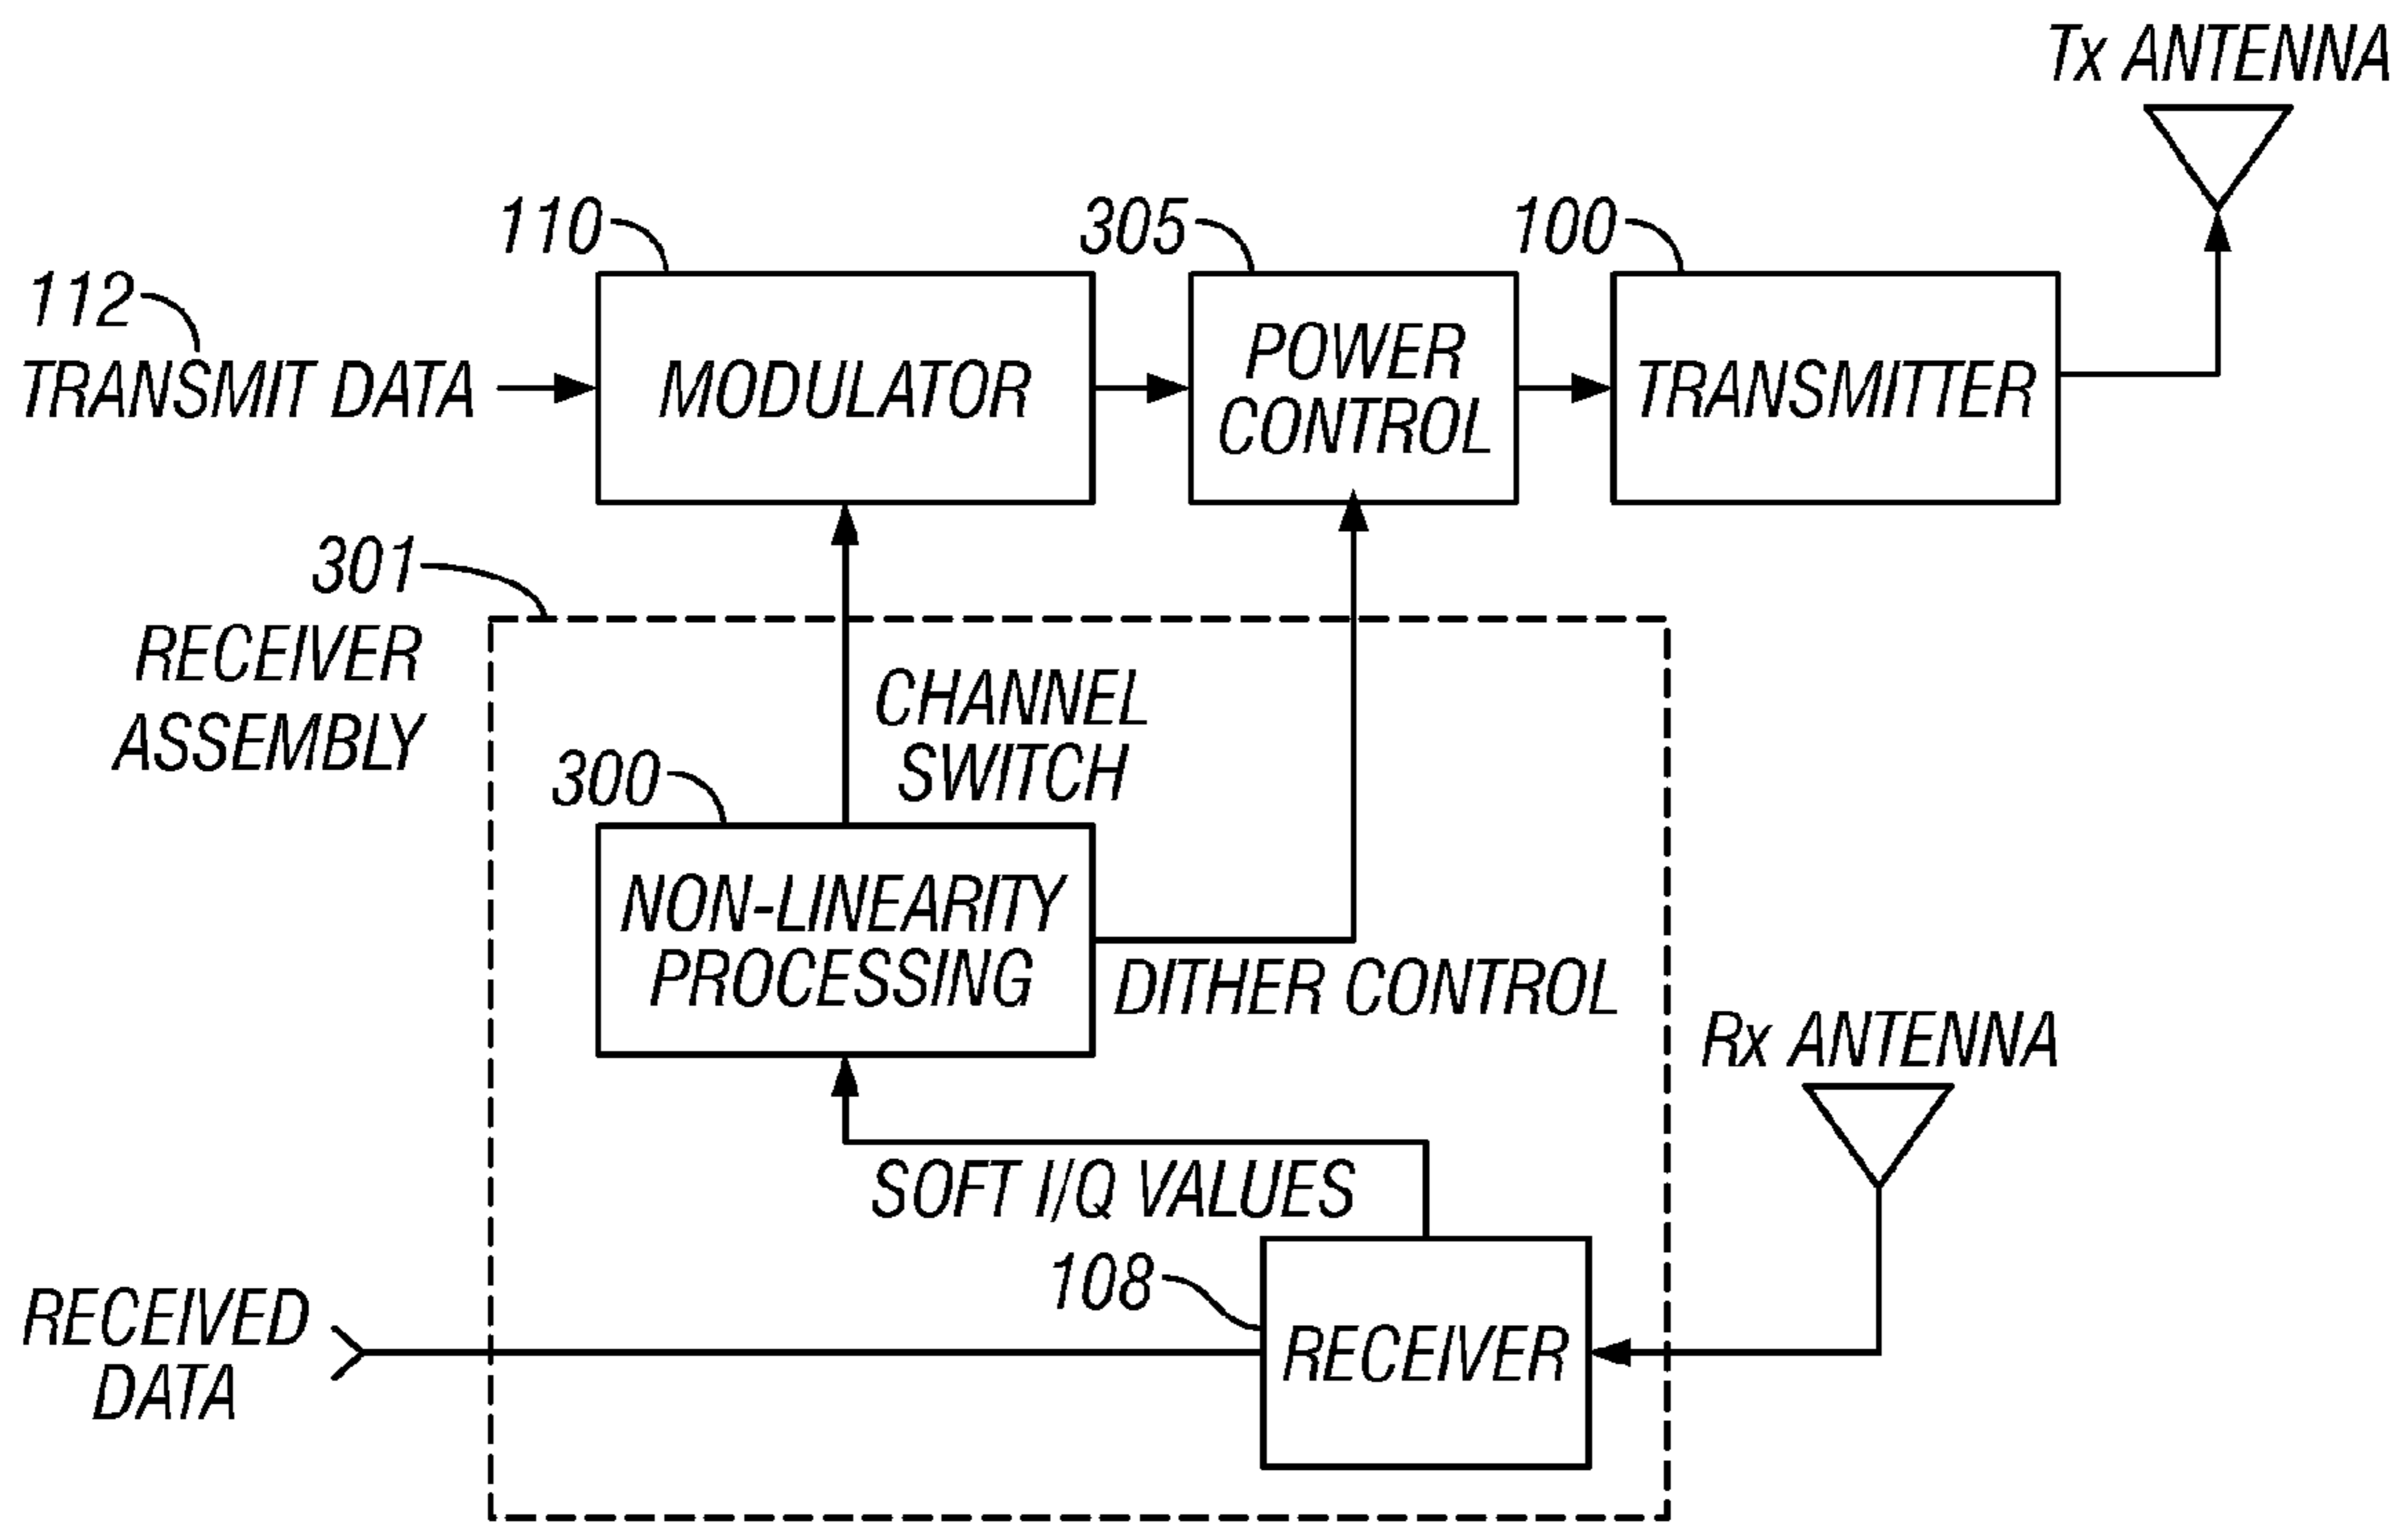 Tx ANTENNA
110
305
100
112
TRANSMIT DATA
MODULATOR
POWER
CONTROL
TRANSMITTER
301
RECEIVER
ASSEMBLY
CHANNEL
SWITCH
300
NON-LINEARITY
PROCESSING
DITHER CONTROL
Rx ANTENNA
SOFT I/Q VALUES
108
RECEIVER
RECEIVED
DATA